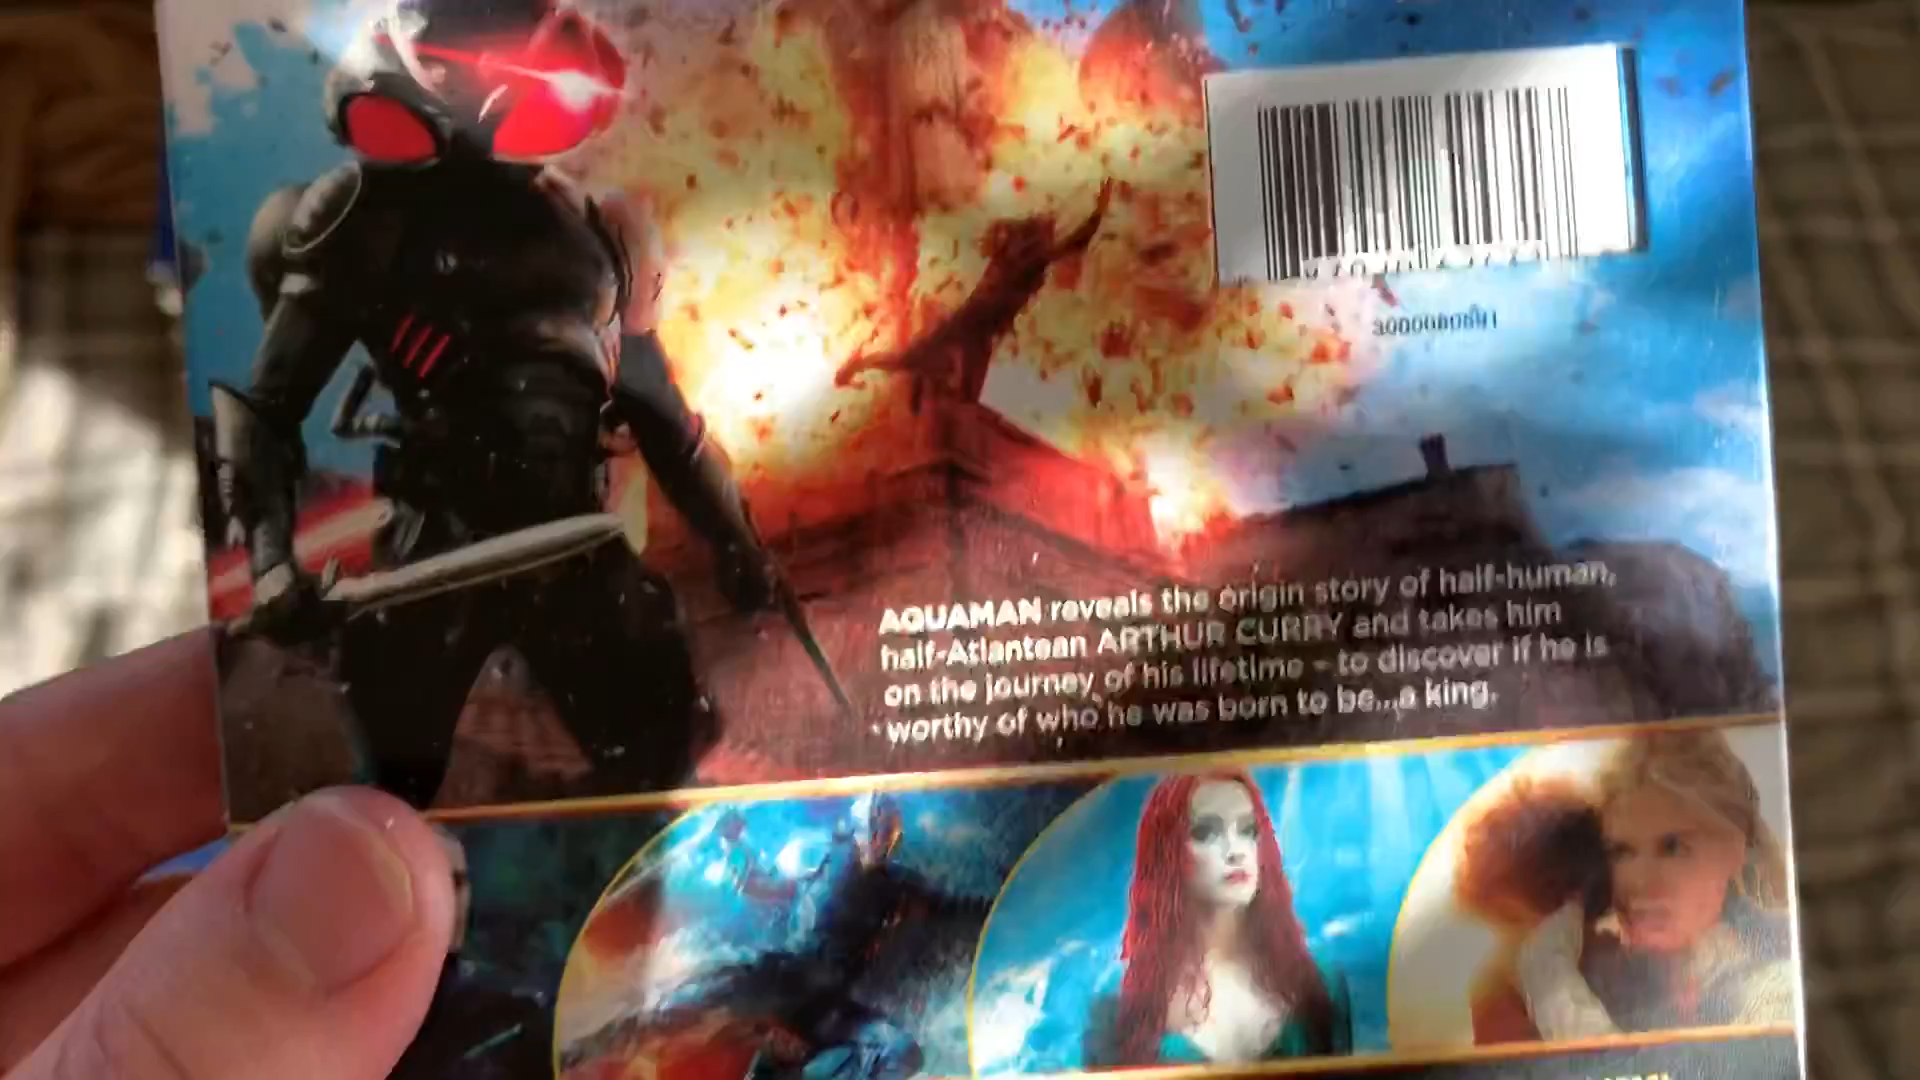 AQUAMAN reveals the origin story of half-human,
half-Atlantean ARTHUR CURRY and takes him
on the journey of his lifetime – to discover if he is
worthy of who he was born to be...a king.